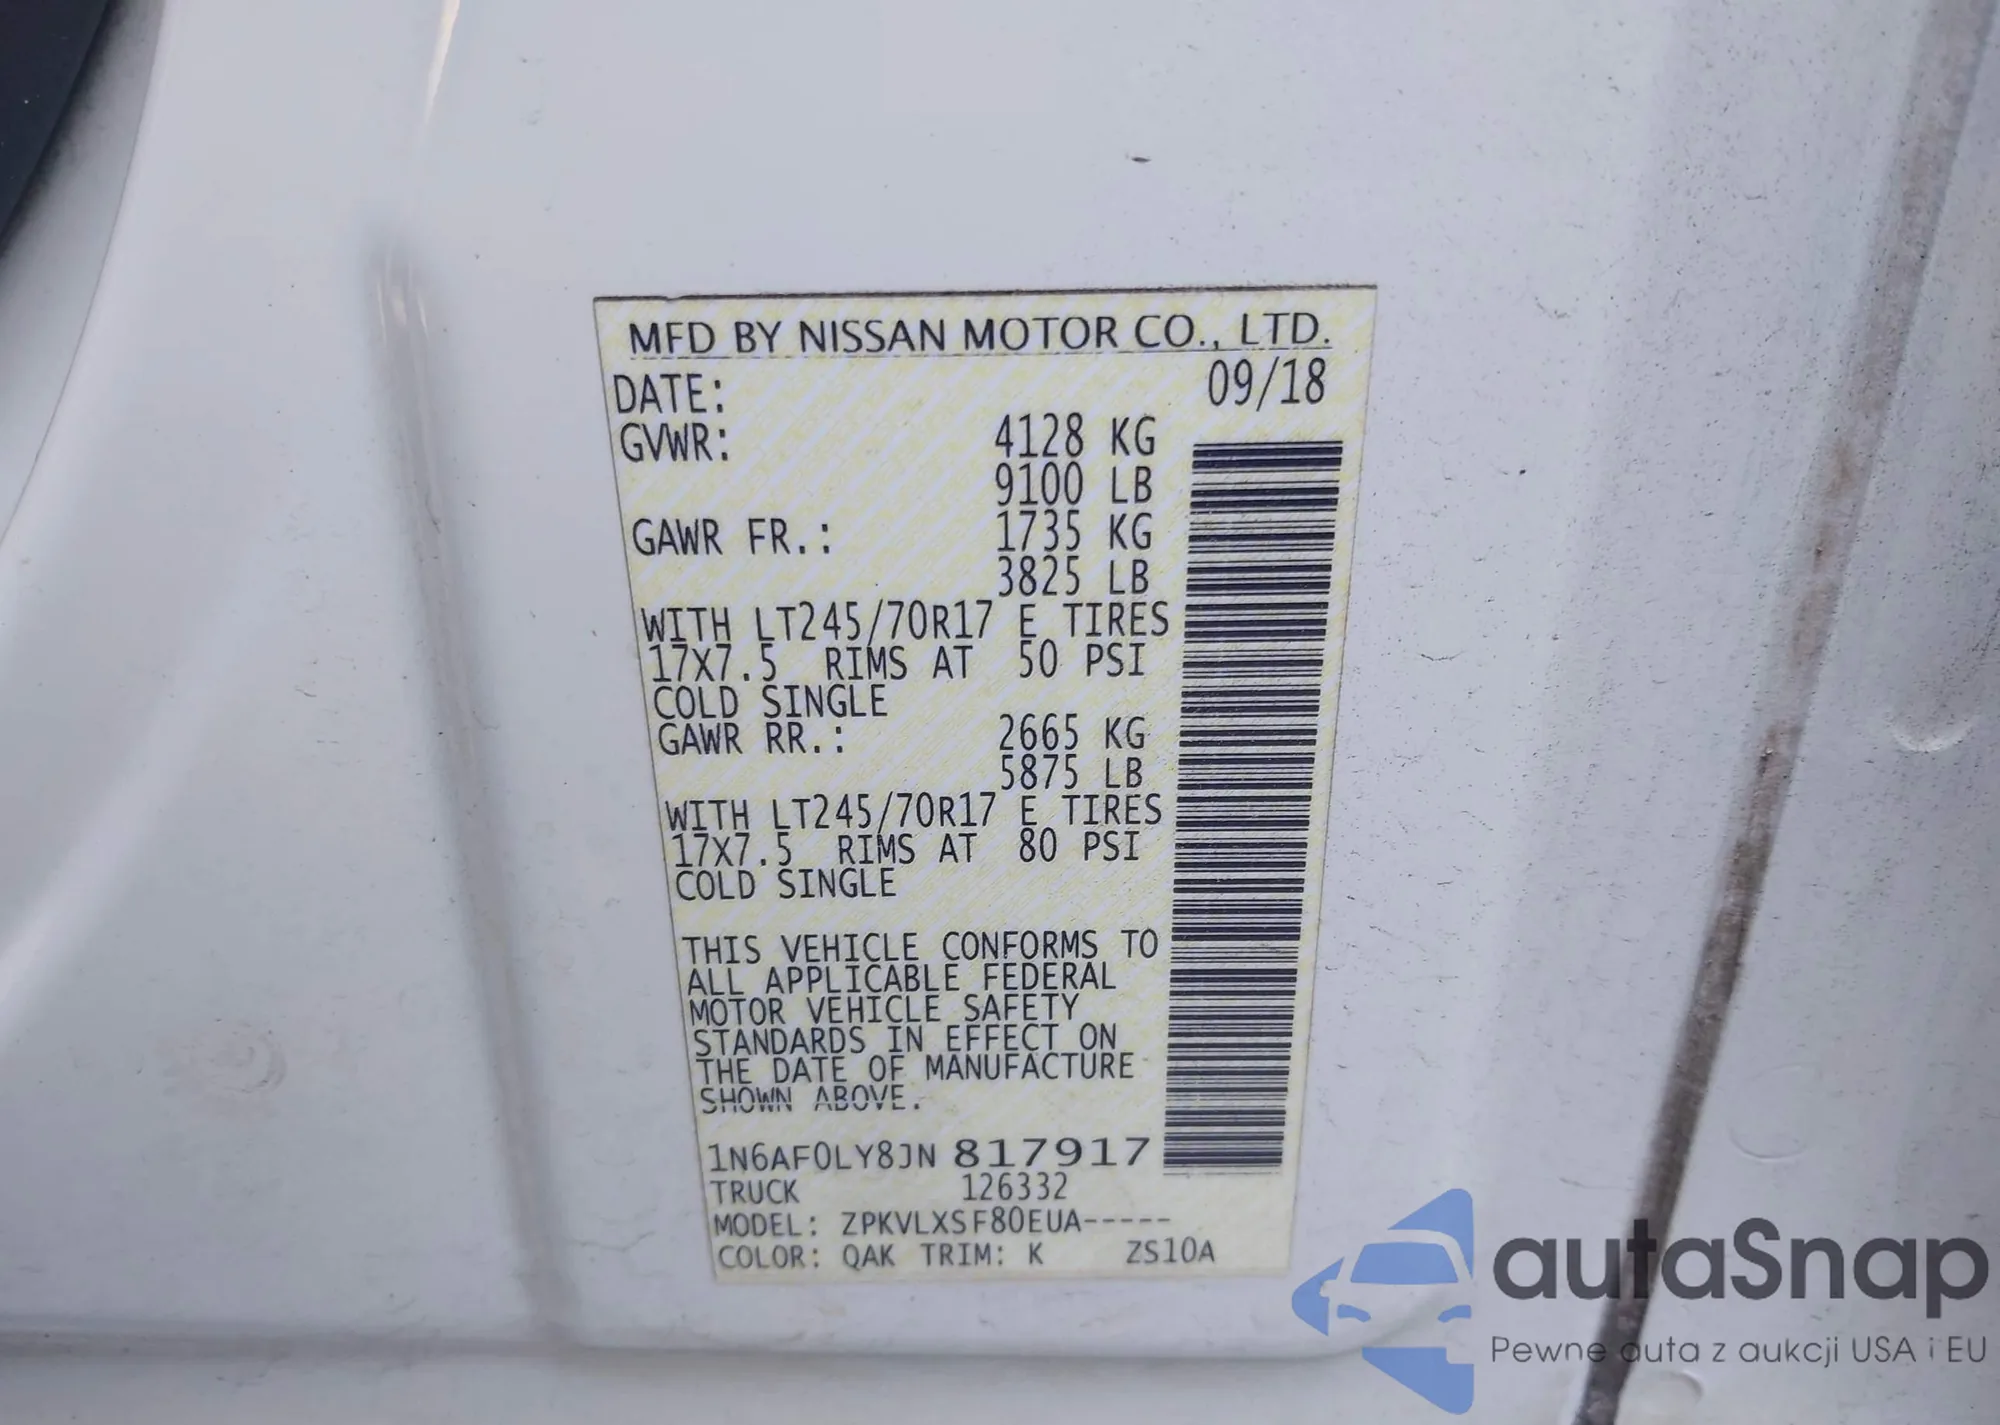 MFD BY NISSAN MOTOR CO., LTD.
DATE: 09/18
GVWR: 4128 KG
9100 LB
GAWR FR.: 1735 KG
3825 LB
WITH LT245/70R17 E TIRES
17X7.5 RIMS AT 50 PSI
COLD SINGLE
GAWR RR.: 2665 KG
5875 LB
WITH LT245/70R17 E TIRES
17X7.5 RIMS AT 80 PSI
COLD SINGLE
THIS VEHICLE CONFORMS TO
ALL APPLICABLE FEDERAL
MOTOR VEHICLE SAFETY
STANDARDS IN EFFECT ON
THE DATE OF MANUFACTURE
SHOWN ABOVE.
1N6AF0LY8JN 817917
TRUCK 126332
MODEL: ZPKVLXSF80EUA-----
COLOR: QAK TRIM: K ZS10A
autaSnap
Pewne auta z aukcji USA i EU